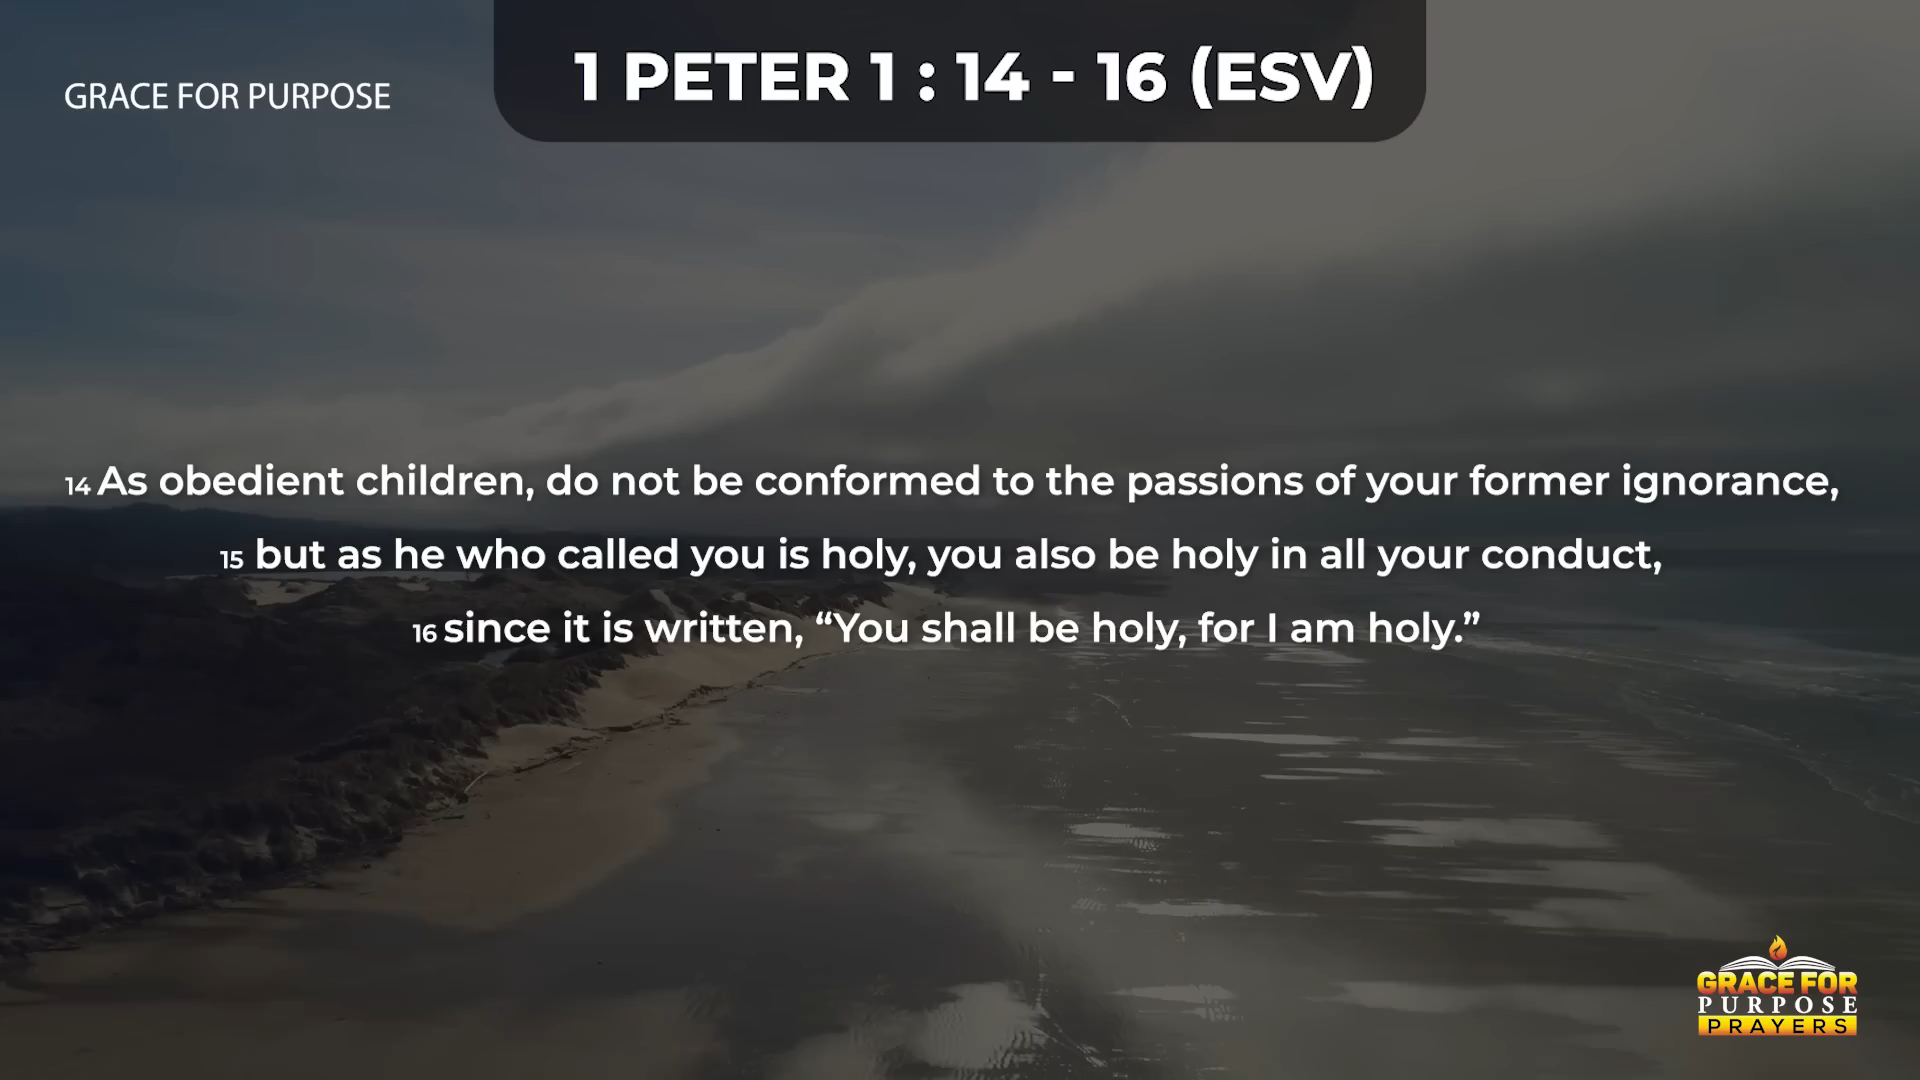 1 PETER 1 : 14 - 16 (ESV)
GRACE FOR PURPOSE
14 As obedient children, do not be conformed to the passions of your former ignorance,
15 but as he who called you is holy, you also be holy in all your conduct,
16 since it is written, “You shall be holy, for I am holy.”
GRACE FOR
PURPOSE
PRAYERS